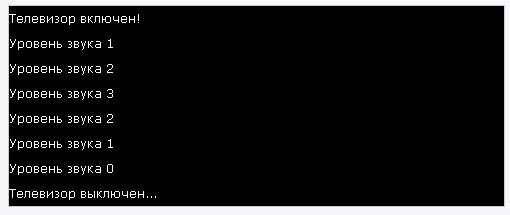 Телевизор включен!
Уровень звука 1
Уровень звука 2
Уровень звука 3
Уровень звука 2
Уровень звука 1
Уровень звука 0
Телевизор выключен...